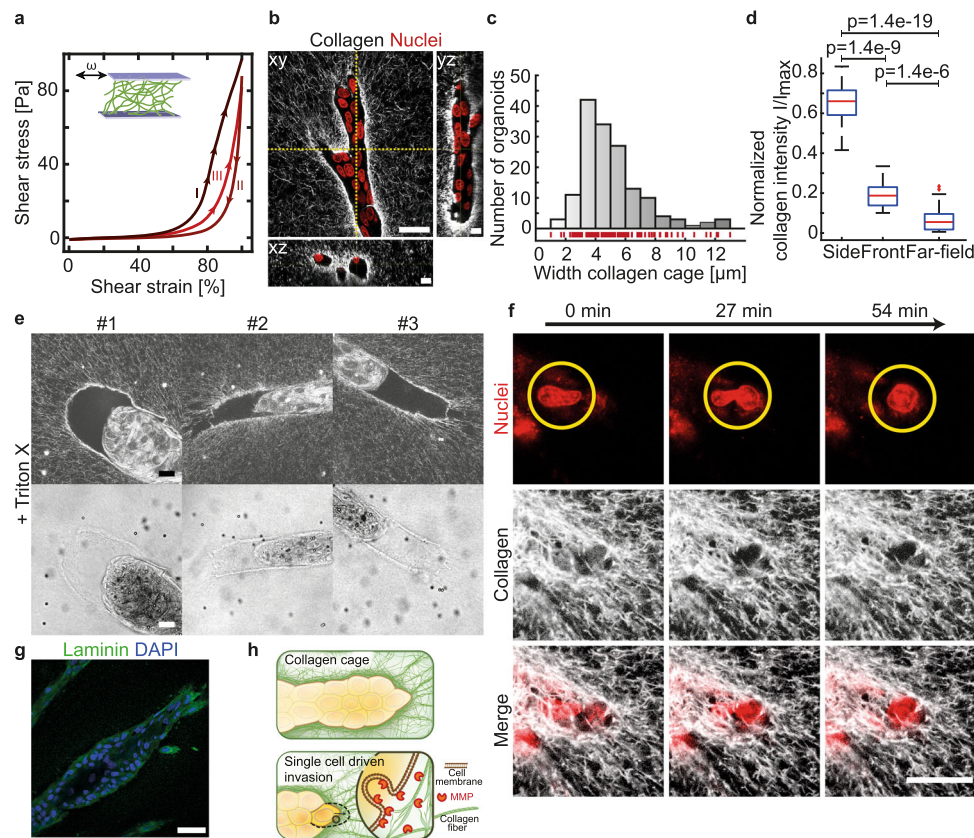 a
ω
Shear stress [Pa]
80
40
0
I
III
II
0
40
80
Shear strain [%]
b
Collagen Nuclei
xy
yz
xz
c
Number of organoids
50
40
30
20
10
0
0 2 4 6 8 10 12
Width collagen cage [µm]
d
p=1.4e-19
p=1.4e-9
p=1.4e-6
Normalized
collagen intensity I/Imax
0.8
0.6
0.4
0.2
0
Side Front Far-field
e
#1 #2 #3
+ Triton X
f
0 min 27 min 54 min
Nuclei
Collagen
Merge
g
Laminin DAPI
h
Collagen cage
Single cell driven
invasion
Cell
membrane
MMP
Collagen
fiber